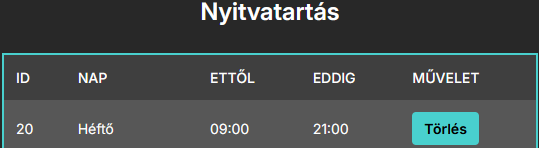 Nyitvatartás
ID NAP ETTŐL EDDIG MŰVELET
20 Héftő 09:00 21:00 Törlés